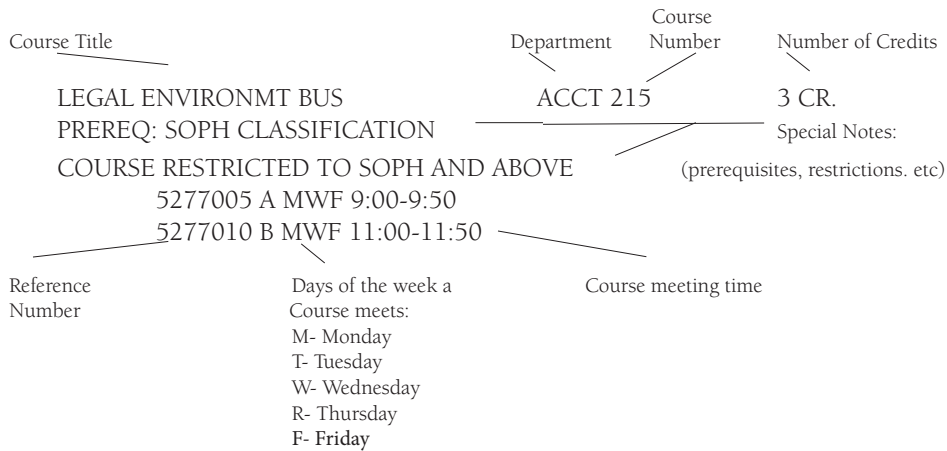 Course
Course Title Department Number Number of Credits
LEGAL ENVIRONMT BUS ACCT 215 3 CR.
PREREQ: SOPH CLASSIFICATION Special Notes:
COURSE RESTRICTED TO SOPH AND ABOVE (prerequisites, restrictions. etc)
5277005 A MWF 9:00-9:50
5277010 B MWF 11:00-11:50
Reference Days of the week a Course meeting time
Number Course meets:
M- Monday
T- Tuesday
W- Wednesday
R- Thursday
F- Friday